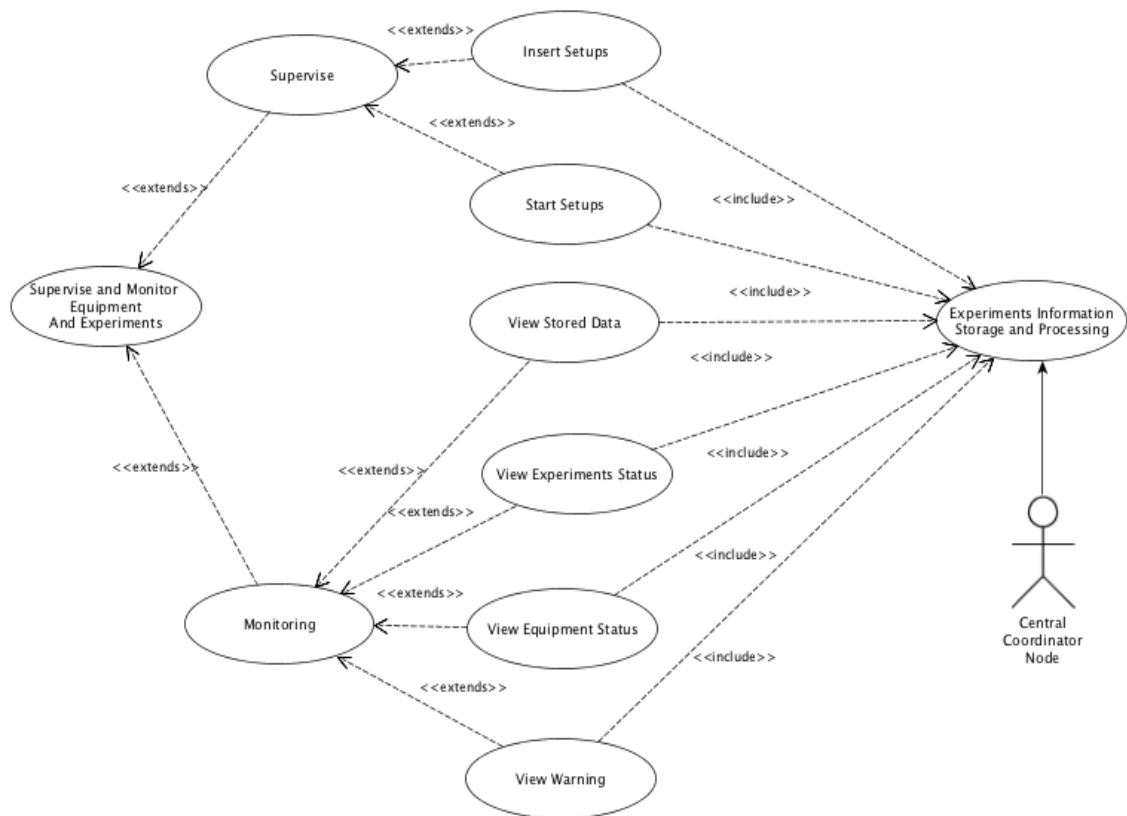 <<extends>>
Insert Setups
Supervise
<<extends>>
<<extends>>
Start Setups
<<include>>
Supervise and Monitor
Equipment
And Experiments
<<include>>
Experiments Information
Storage and Processing
View Stored Data
<<include>>
<<extends>>
<<extends>>
View Experiments Status
<<include>>
<<extends>>
<<include>>
<<extends>>
Monitoring
View Equipment Status
Central
Coordinator
Node
<<include>>
<<extends>>
View Warning